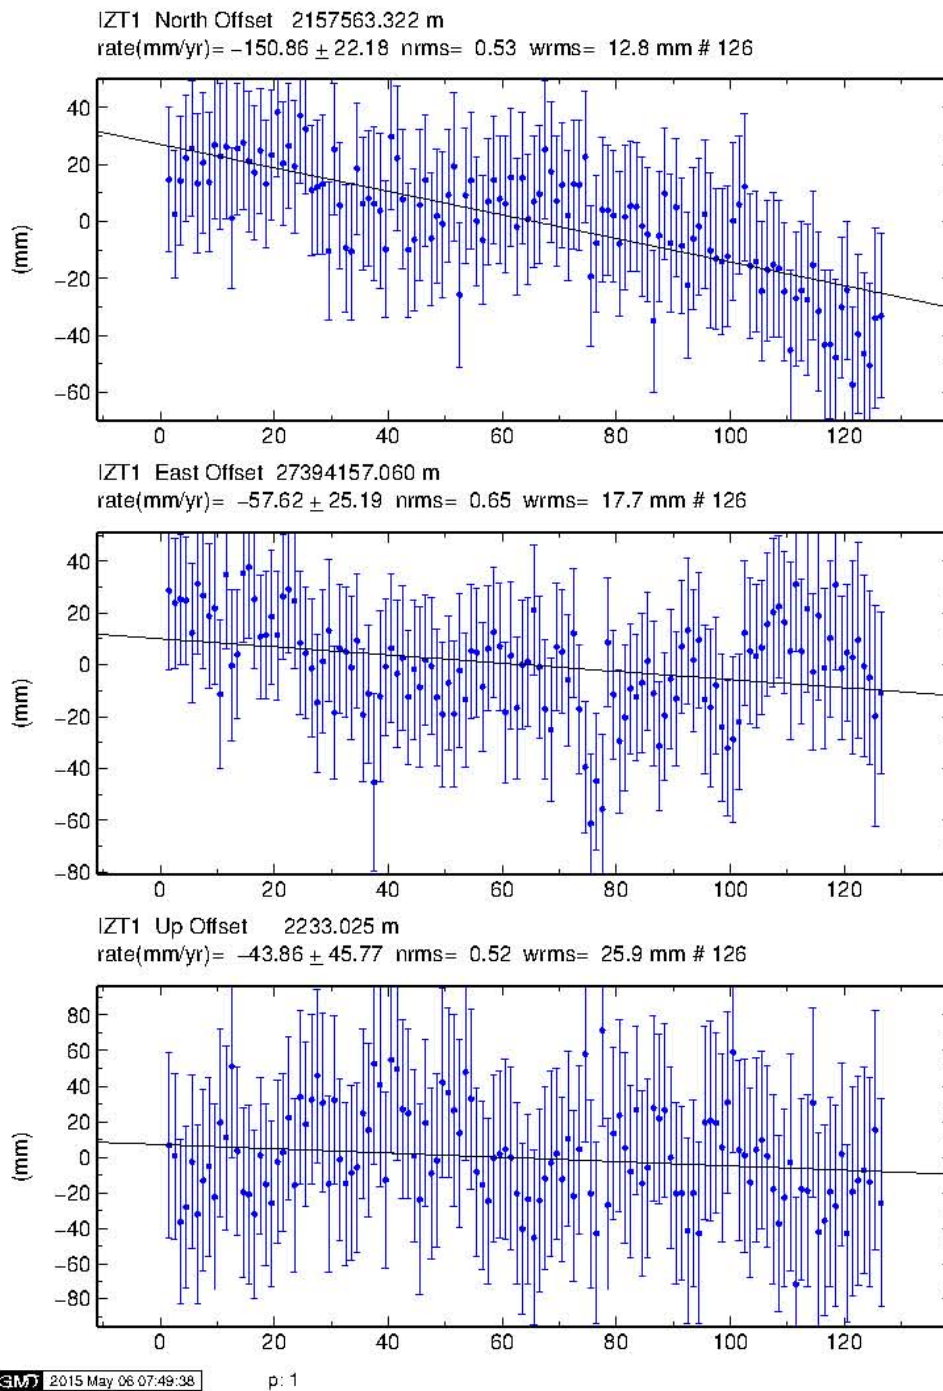 IZT1 North Offset 2157563.322 m
rate(mm/yr)= −150.86 ± 22.18 nrms= 0.53 wrms= 12.8 mm # 126
40
20
0
−20
−40
−60
(mm)
0 20 40 60 80 100 120
IZT1 East Offset 27394157.060 m
rate(mm/yr)= −57.62 ± 25.19 nrms= 0.65 wrms= 17.7 mm # 126
40
20
0
−20
−40
−60
−80
(mm)
0 20 40 60 80 100 120
IZT1 Up Offset 2233.025 m
rate(mm/yr)= −43.86 ± 45.77 nrms= 0.52 wrms= 25.9 mm # 126
80
60
40
20
0
−20
−40
−60
−80
(mm)
0 20 40 60 80 100 120
GMT 2015 May 06 07:49:38 p: 1